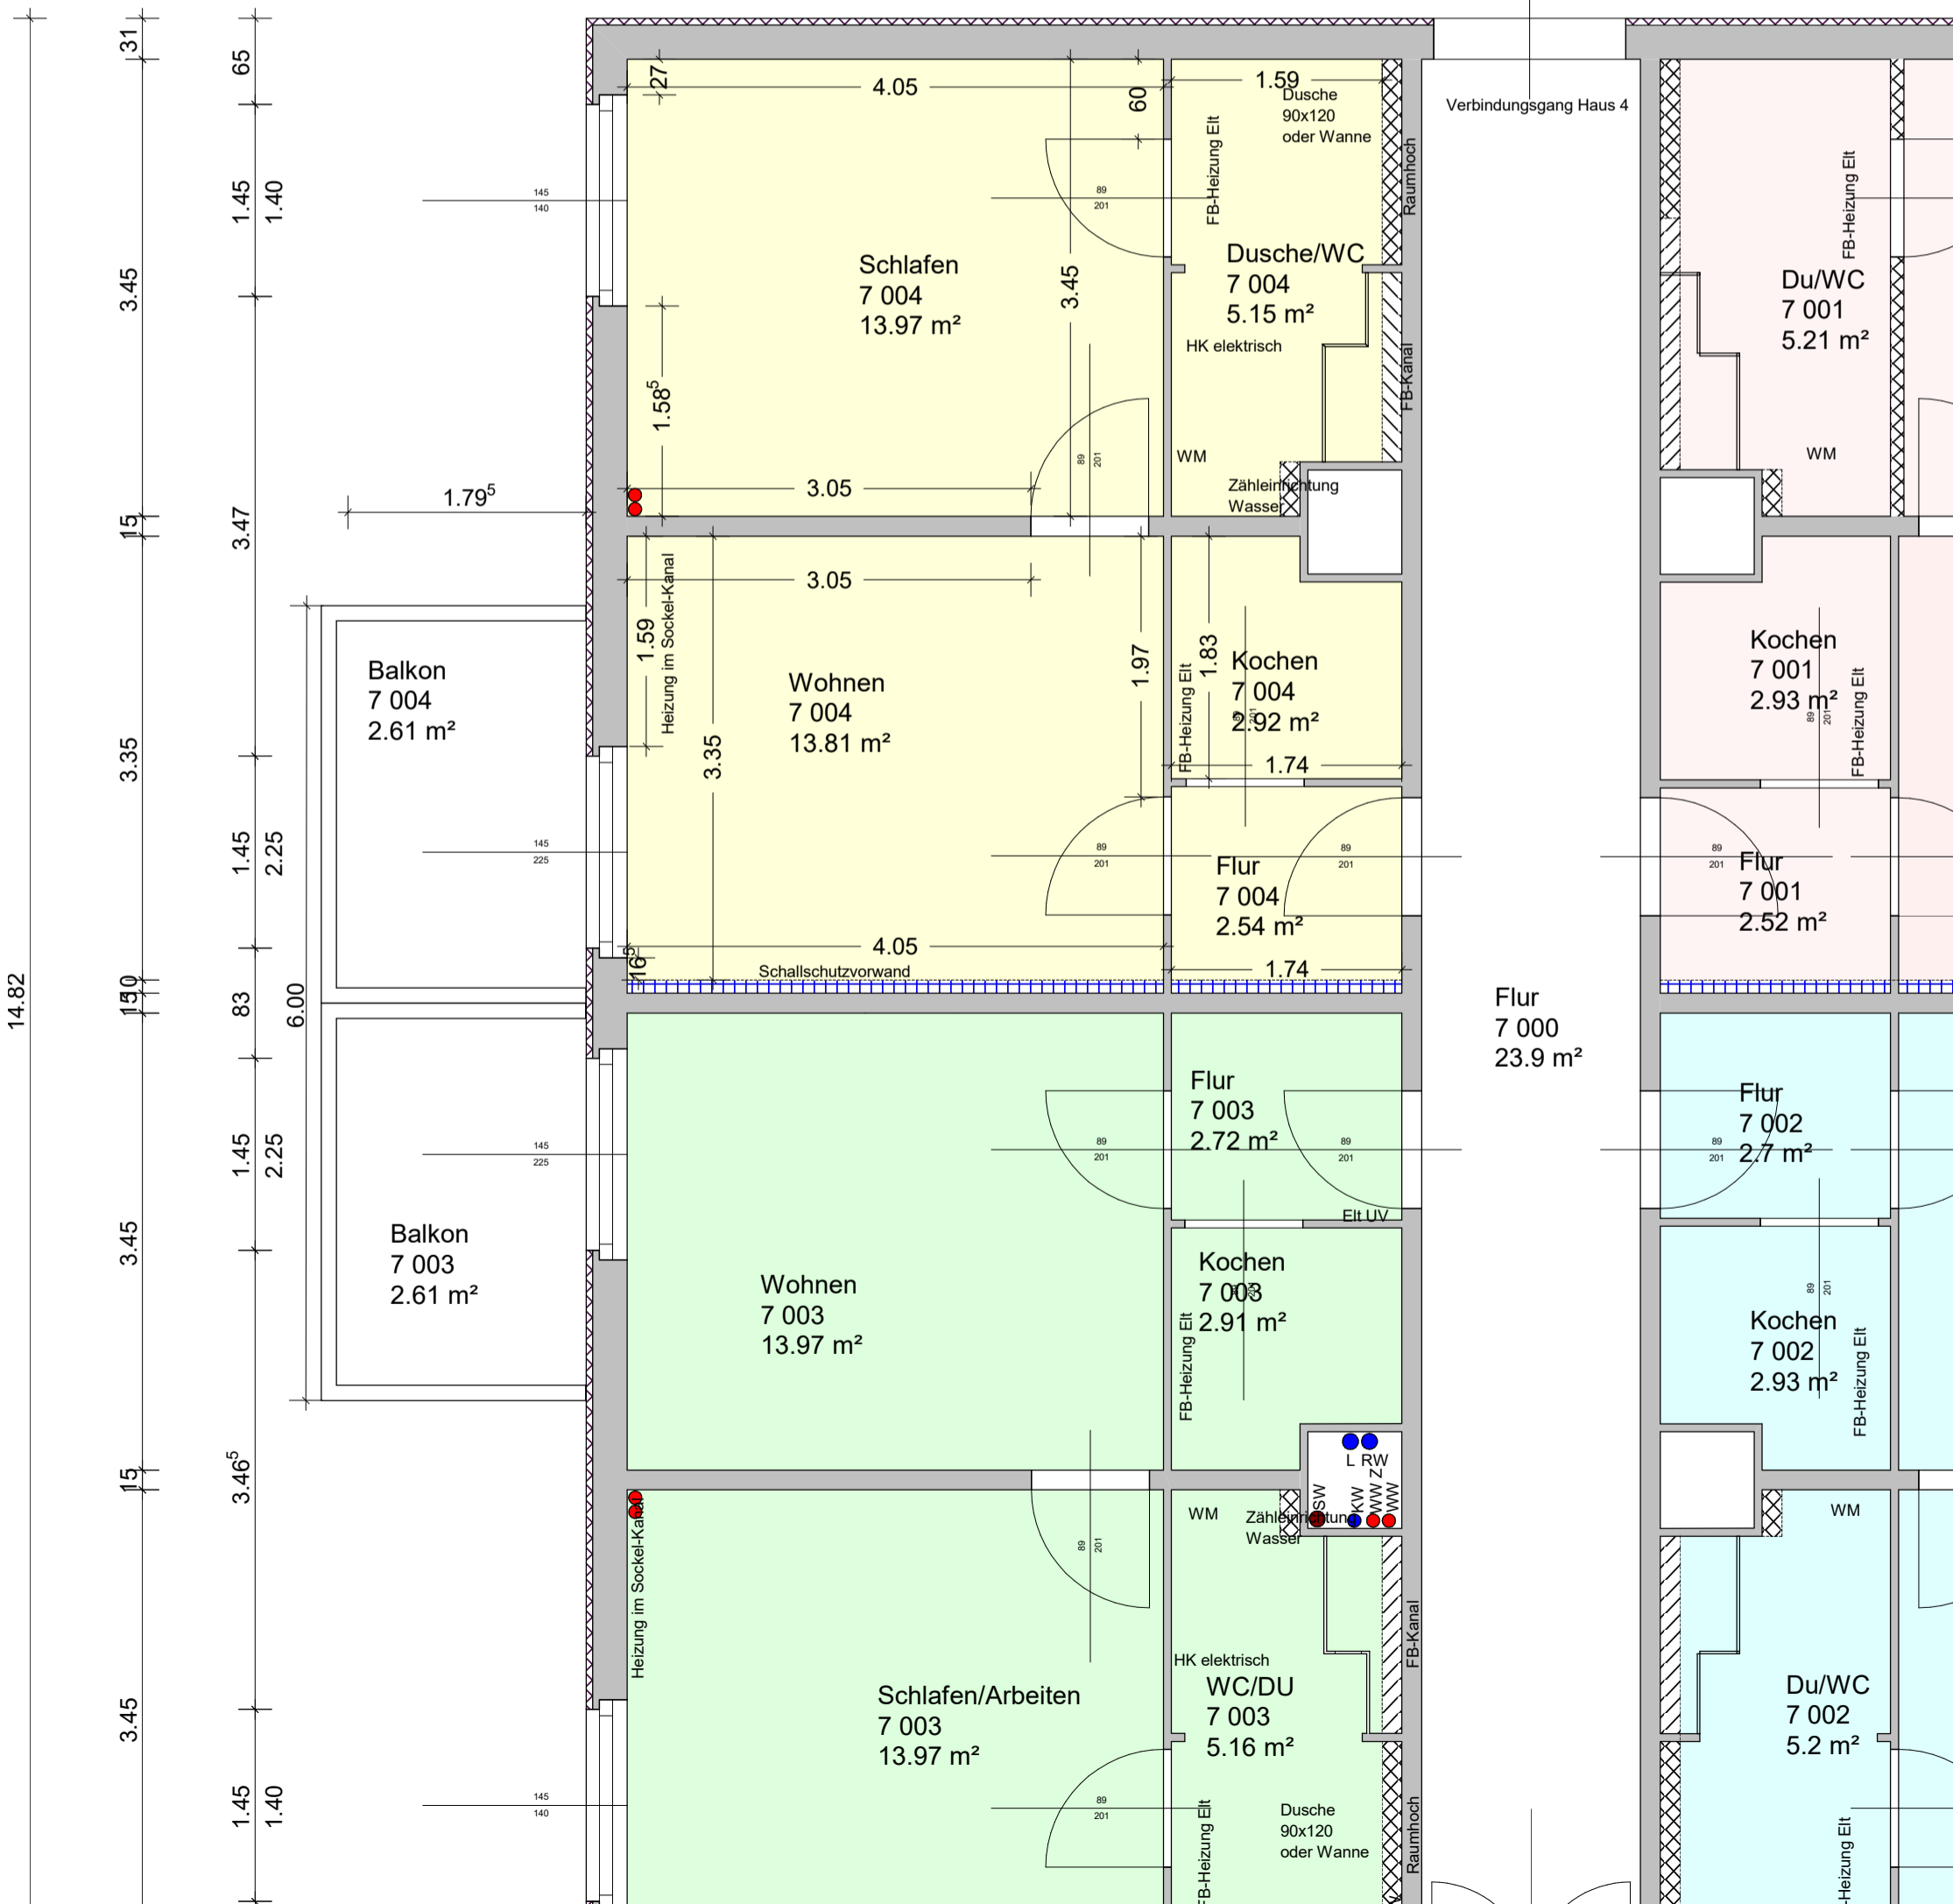 31
65
27
4.05
1.59
60
Dusche
90x120
oder Wanne
Verbindungsgang Haus 4
FB-Heizung Elt
Raumhoch
FB-Heizung Elt
1.45
1.40
145
140
89
201
3.45
3.45
Schlafen
7 004
13.97 m²
Dusche/WC
7 004
5.15 m²
Du/WC
7 001
5.21 m²
HK elektrisch
FB-Kanal
1.58⁵
89
201
WM
WM
Zähleinrichtung
Wasser
3.05
1.79⁵
15
3.47
3.05
1.59
Heizung im Sockel-Kanal
1.97
1.83
Balkon
7 004
2.61 m²
Wohnen
7 004
13.81 m²
Kochen
7 004
2.92 m²
89
201
FB-Heizung Elt
Kochen
7 001
2.93 m²
89
201
FB-Heizung Elt
3.35
3.35
1.74
1.45
2.25
145
225
89
201
89
201
89
201
Flur
7 004
2.54 m²
Flur
7 001
2.52 m²
4.05
16⁵
Schallschutzvorwand
1.74
14.82
15
83
6.00
Flur
7 000
23.9 m²
Flur
7 003
2.72 m²
Flur
7 002
2.7 m²
1.45
2.25
145
225
89
201
89
201
89
201
Elt UV
3.45
Balkon
7 003
2.61 m²
Wohnen
7 003
13.97 m²
Kochen
7 003
2.91 m²
FB-Heizung Elt
89
201
Kochen
7 002
2.93 m²
FB-Heizung Elt
3.46⁵
15
L RW
SW
KW
WW Z
WW
WM
Zähleinrichtung
Wasser
WM
Heizung im Sockel-Kanal
89
201
FB-Kanal
HK elektrisch
3.45
Schlafen/Arbeiten
7 003
13.97 m²
WC/DU
7 003
5.16 m²
Du/WC
7 002
5.2 m²
1.45
1.40
145
140
89
201
Dusche
90x120
oder Wanne
FB-Heizung Elt
Raumhoch
-Heizung Elt